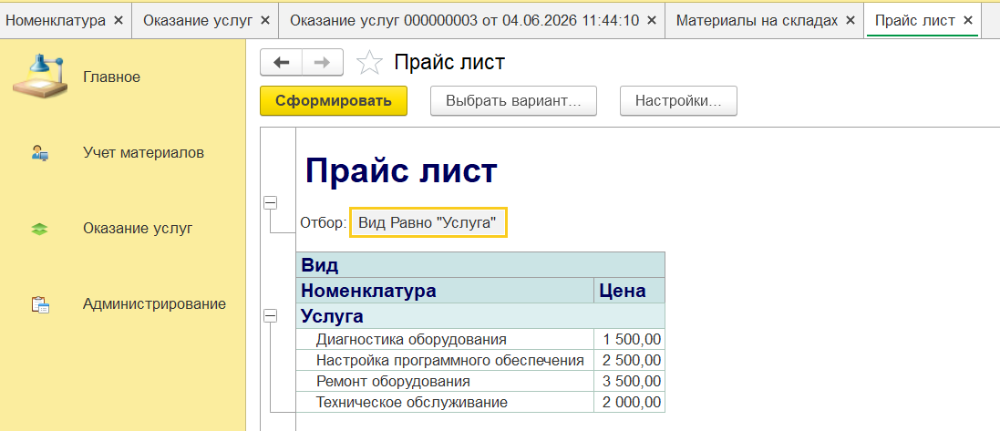 Номенклатура × Оказание услуг × Оказание услуг 000000003 от 04.06.2026 11:44:10 × Материалы на складах × Прайс лист ×
Главное
Учет материалов
Оказание услуг
Администрирование
Прайс лист
Сформировать Выбрать вариант... Настройки...
Прайс лист
Отбор: Вид Равно "Услуга"
Вид
Номенклатура Цена
Услуга
Диагностика оборудования 1 500,00
Настройка программного обеспечения 2 500,00
Ремонт оборудования 3 500,00
Техническое обслуживание 2 000,00